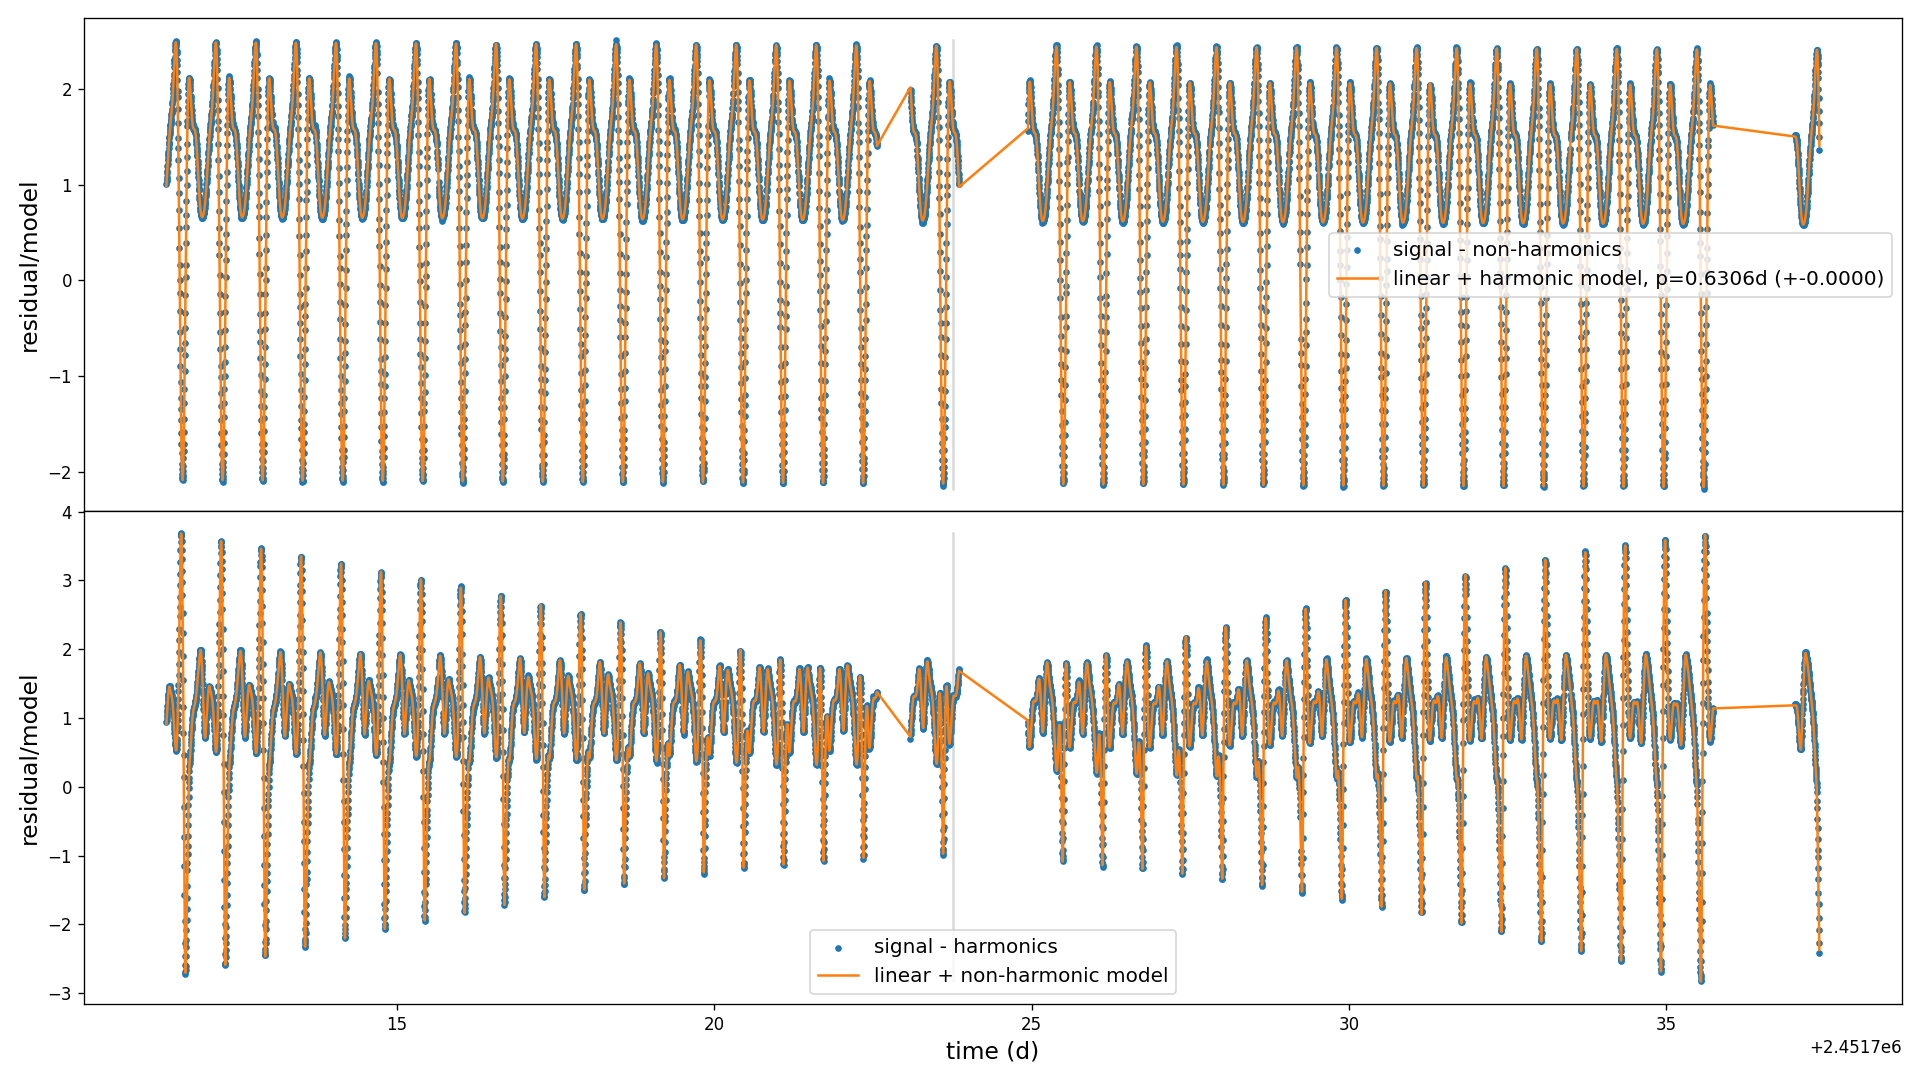 residual/model
2
1
0
−1
−2
signal - non-harmonics
linear + harmonic model, p=0.6306d (+-0.0000)
residual/model
4
3
2
1
0
−1
−2
−3
signal - harmonics
linear + non-harmonic model
15
20
25
30
35
time (d)
+2.4517e6